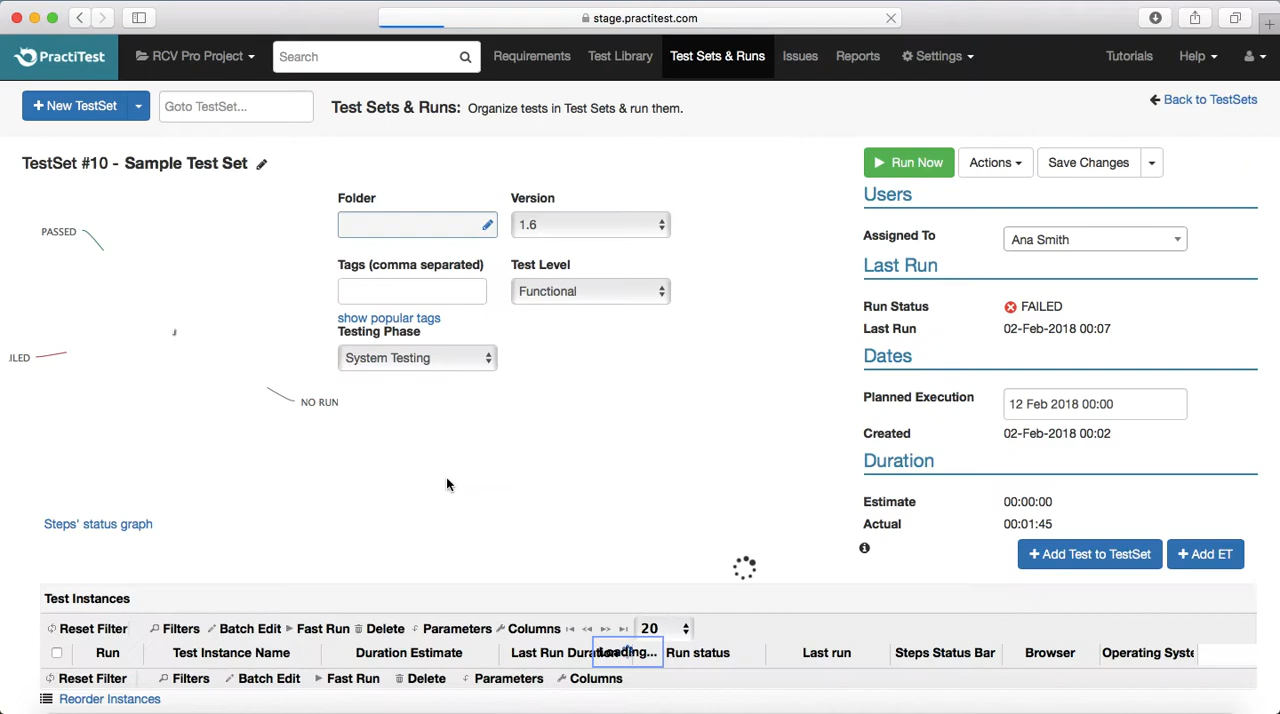 stage.practitest.com
PractiTest
RCV Pro Project
Search
Requirements
Test Library
Test Sets & Runs
Issues
Reports
Settings
Tutorials
Help
+ New TestSet
Goto TestSet...
Test Sets & Runs: Organize tests in Test Sets & run them.
Back to TestSets
TestSet #10 - Sample Test Set
Run Now
Actions
Save Changes
Users
Folder
Version
1.6
PASSED
Assigned To
Ana Smith
Tags (comma separated)
Test Level
Last Run
Functional
Run Status
FAILED
show popular tags
Testing Phase
Last Run
02-Feb-2018 00:07
ILED
System Testing
Dates
NO RUN
Planned Execution
12 Feb 2018 00:00
Created
02-Feb-2018 00:02
Duration
Estimate
00:00:00
Steps' status graph
Actual
00:01:45
+ Add Test to TestSet
+ Add ET
Test Instances
Reset Filter
Filters
Batch Edit
Fast Run
Delete
Parameters
Columns
20
Run
Test Instance Name
Duration Estimate
Last Run Duration
Loading...
Run status
Last run
Steps Status Bar
Browser
Operating Syste
Reset Filter
Filters
Batch Edit
Fast Run
Delete
Parameters
Columns
Reorder Instances